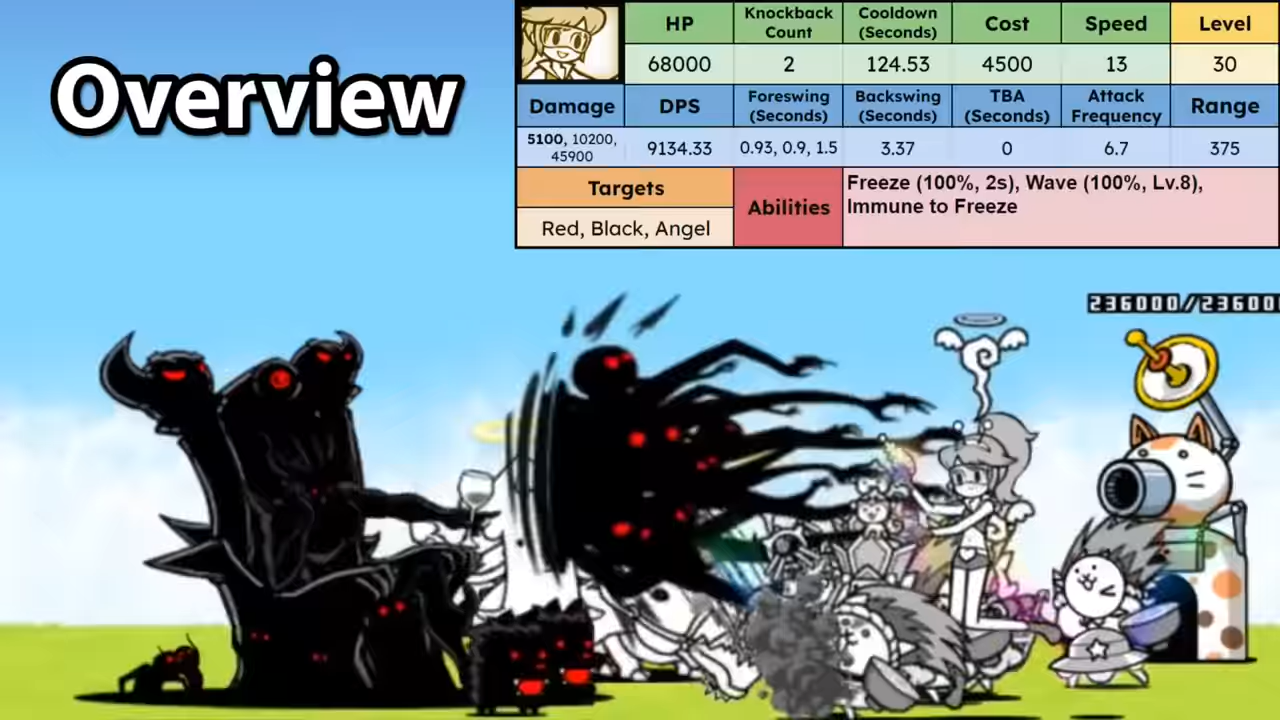 Overview
HP
Knockback
Count
Cooldown
(Seconds)
Cost
Speed
Level
68000
2
124.53
4500
13
30
Damage
DPS
Foreswing
(Seconds)
Backswing
(Seconds)
TBA
(Seconds)
Attack
Frequency
Range
5100, 10200,
45900
9134.33
0.93, 0.9, 1.5
3.37
0
6.7
375
Targets
Abilities
Freeze (100%, 2s), Wave (100%, Lv.8),
Immune to Freeze
Red, Black, Angel
236000/236000